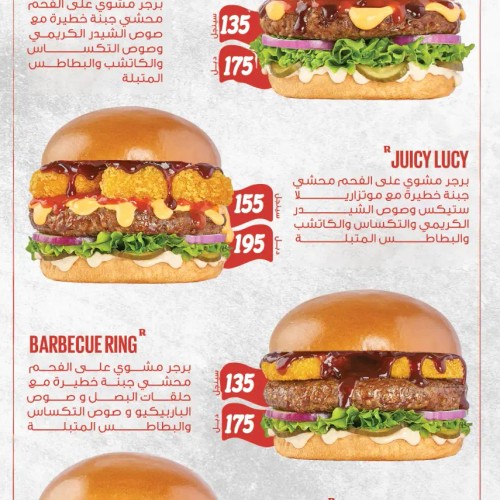 برجر مشوي على الفحم
محشي جبنة خطيرة مع
صوص الشيدر الكريمي
وصوص التكساس
والكاتشب والبطاطس
المتبلة
135 سينجل
175 دبل
JUICY LUCY R
برجر مشوي على الفحم محشي
جبنة خطيرة مع موتزاريلا
ستيكس وصوص الشيدر
الكريمي والتكساس والكاتشب
والبطاطس المتبلة
155 سينجل
195 دبل
BARBECUE RING R
برجر مشوي على الفحم
محشي جبنة خطيرة مع
حلقات البصل و صوص
الباربيكيو و صوص التكساس
والبطاطس المتبلة
135 سينجل
175 دبل
R